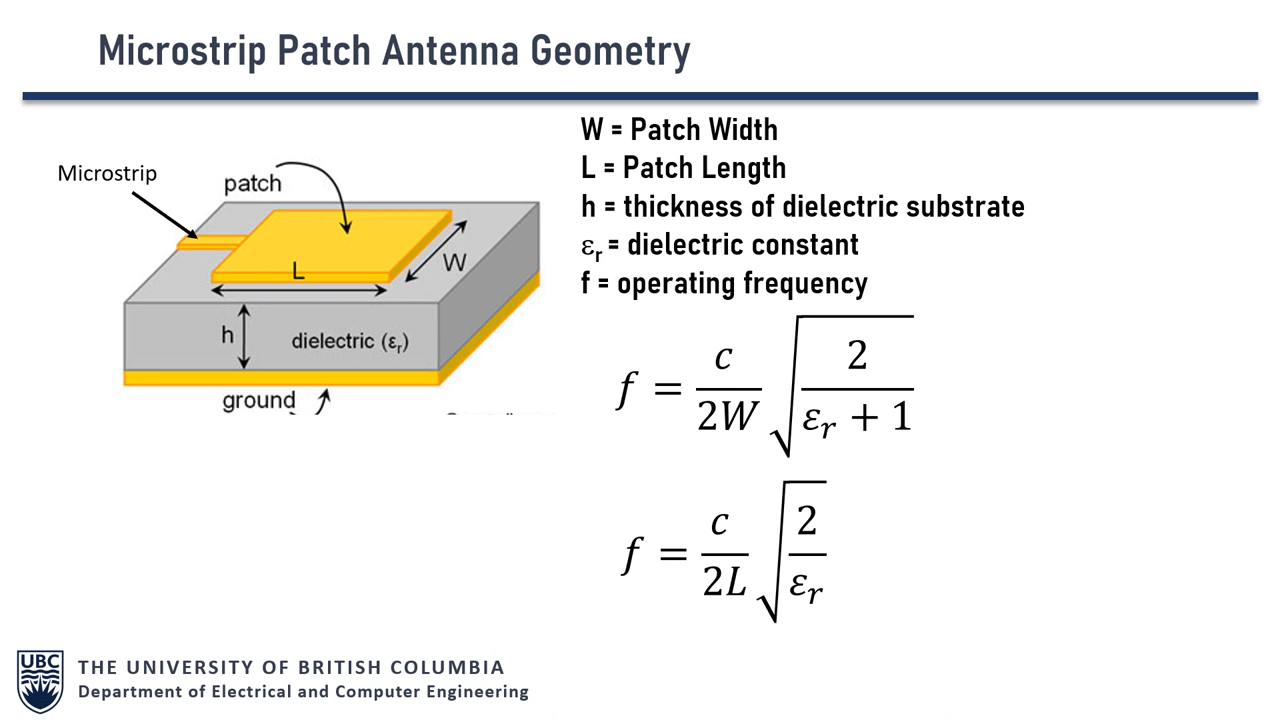 Microstrip Patch Antenna Geometry
Microstrip
patch
L
W
h
dielectric (εr)
ground
W = Patch Width
L = Patch Length
h = thickness of dielectric substrate
εr = dielectric constant
f = operating frequency
f = c/2W √(2/(εr + 1))
f = c/2L √(2/εr)
UBC
THE UNIVERSITY OF BRITISH COLUMBIA
Department of Electrical and Computer Engineering